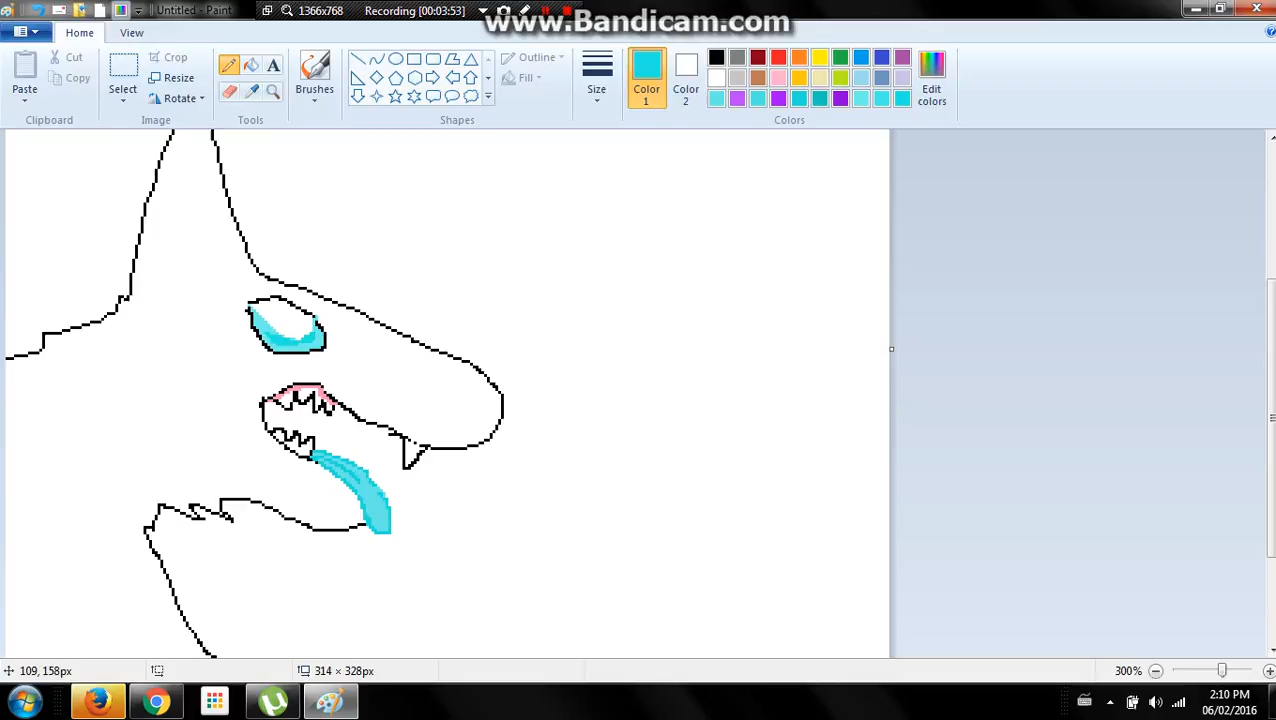 Untitled - Paint
1366x768
Recording [00:03:53]
www.Bandicam.com
Home
View
Paste
Cut
Copy
Clipboard
Select
Crop
Resize
Rotate
Image
Tools
Brushes
Outline
Fill
Shapes
Size
Color
1
Color
2
Edit
colors
Colors
109, 158px
314 × 328px
300%
2:10 PM
06/02/2016